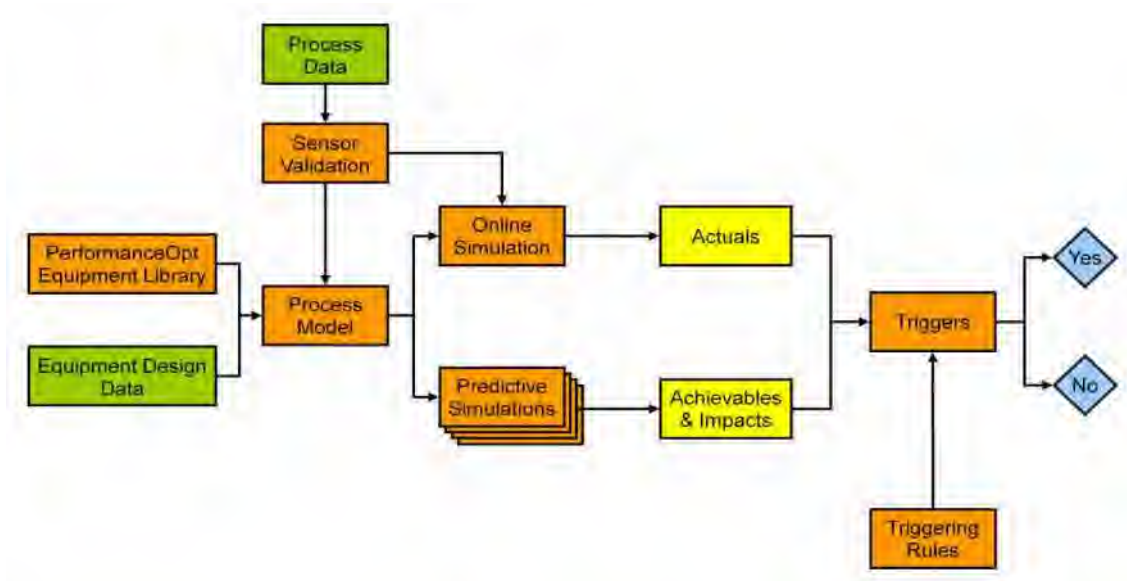 Process
Data
Sensor
Validation
Online
Simulation
Actuals
Yes
PerformanceOpt
Equipment Library
Process
Model
Triggers
Equipment Design
Data
Predictive
Simulations
Achievables
& Impacts
No
Triggering
Rules